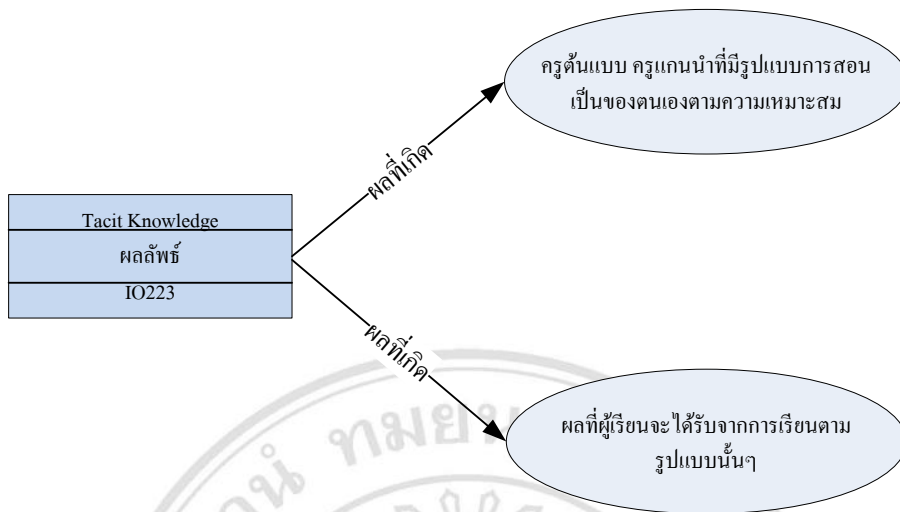 ครูต้นแบบ ครูแกนนำที่มีรูปแบบการสอน
เป็นของตนเองตามความเหมาะสม
ผลที่เกิด
Tacit Knowledge
ผลลัพธ์
IO223
ผลที่เกิด
ผลที่ผู้เรียนจะได้รับจากการเรียนตาม
รูปแบบนั้นๆ